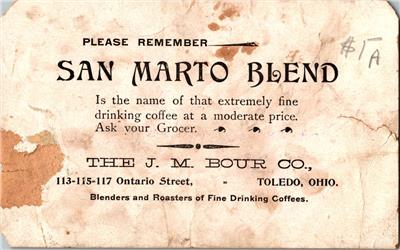 PLEASE REMEMBER
SAN MARTO BLEND
Is the name of that extremely fine
drinking coffee at a moderate price.
Ask your Grocer.
THE J. M. BOUR CO.,
113-115-117 Ontario Street, " TOLEDO, OHIO.
Blenders and Roasters of Fine Drinking Coffees.